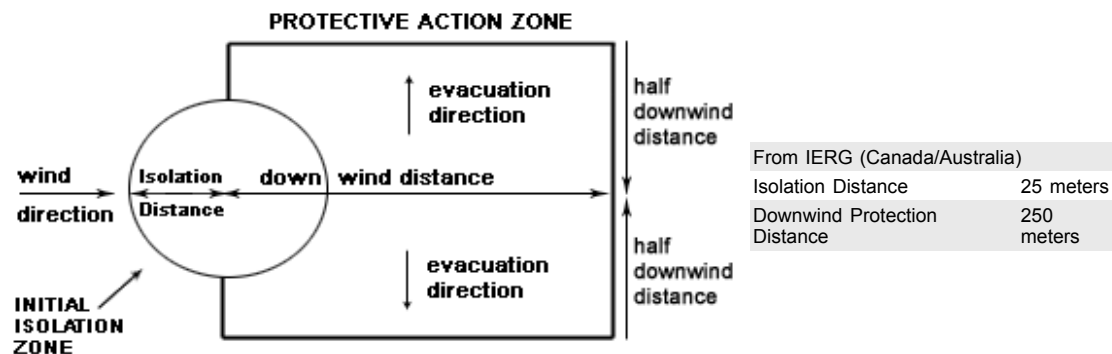 PROTECTIVE ACTION ZONE
evacuation
direction
half
downwind
distance
wind
direction
Isolation
Distance
down wind distance
evacuation
direction
half
downwind
distance
INITIAL
ISOLATION
ZONE
From IERG (Canada/Australia)
Isolation Distance 25 meters
Downwind Protection 250
Distance meters